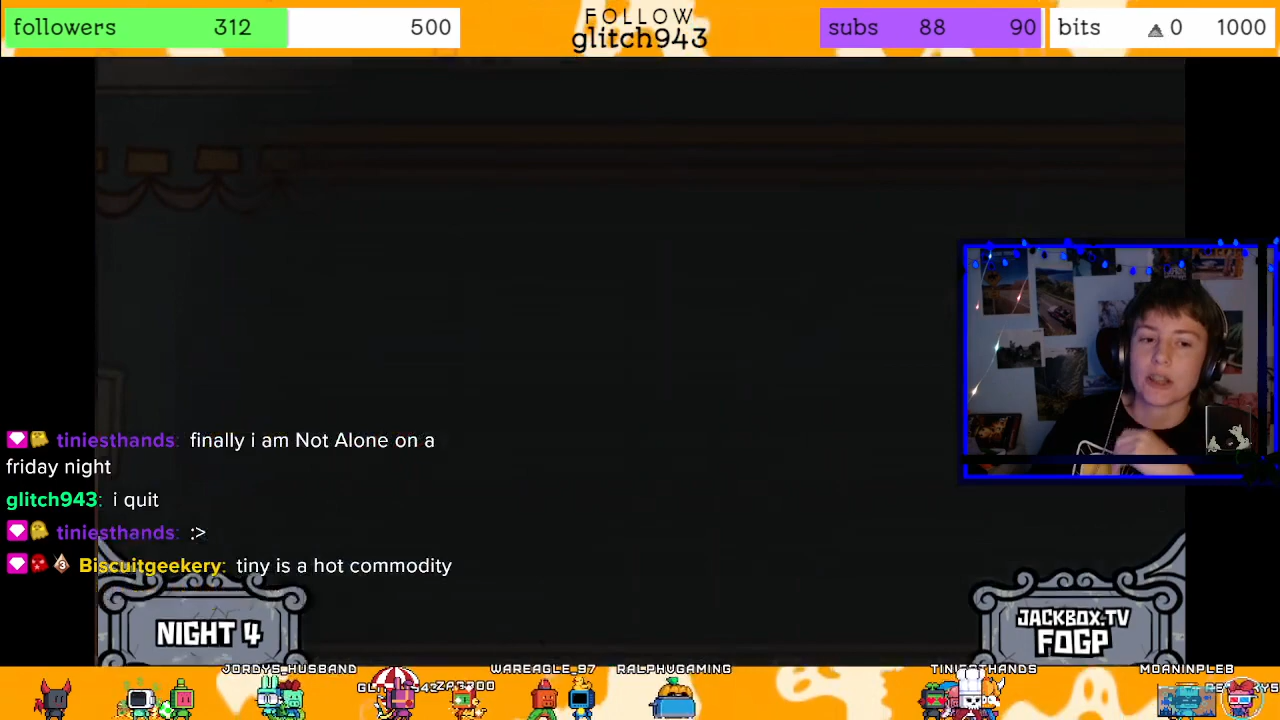 followers 312 500
FOLLOW
glitch943
subs 88 90
bits 0 1000
tiniesthands: finally i am Not Alone on a
friday night
glitch943: i quit
tiniesthands: :>
3 Biscuitgeekery: tiny is a hot commodity
NIGHT 4
JACKBOX.TV
FOGP
JORDYS_HUSBAND
WAREAGLE_97
RALPHUGAMING
MOANINPLEB